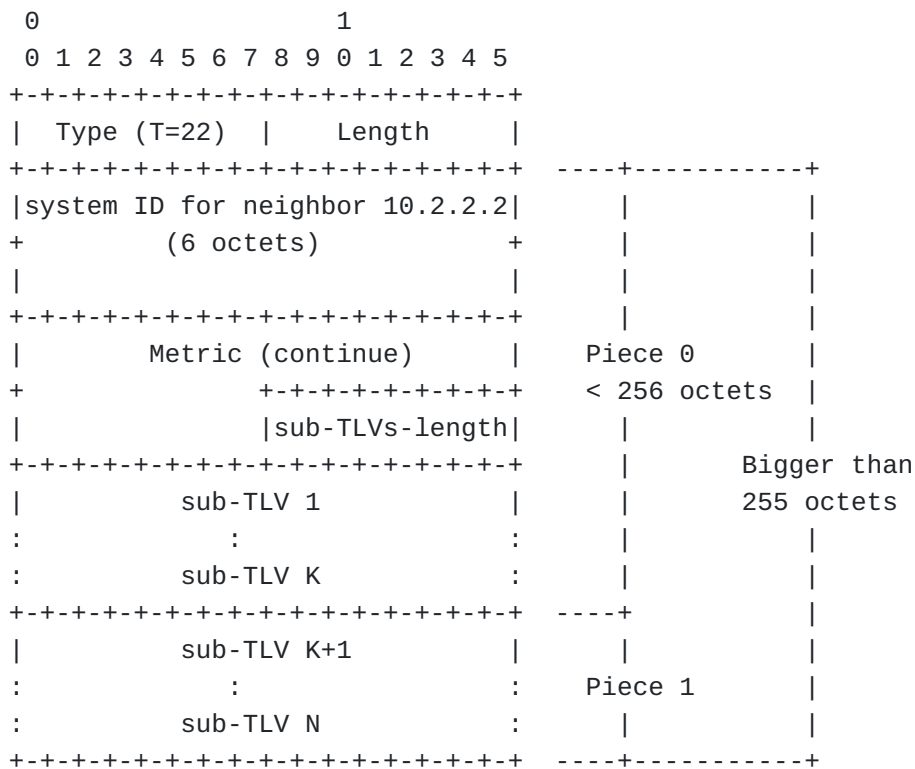 0                   1
 0 1 2 3 4 5 6 7 8 9 0 1 2 3 4 5
+-+-+-+-+-+-+-+-+-+-+-+-+-+-+-+-+
|  Type (T=22)  |    Length     |
+-+-+-+-+-+-+-+-+-+-+-+-+-+-+-+-+  ----+-----------+
|system ID for neighbor 10.2.2.2|      |           |
+         (6 octets)            +      |           |
|                               |      |           |
+-+-+-+-+-+-+-+-+-+-+-+-+-+-+-+-+      |           |
|        Metric (continue)      |    Piece 0       |
+               +-+-+-+-+-+-+-+-+    < 256 octets  |
|               |sub-TLVs-length|      |           |
+-+-+-+-+-+-+-+-+-+-+-+-+-+-+-+-+      |       Bigger than
|          sub-TLV 1            |      |       255 octets
:             :                 :      |           |
:          sub-TLV K            :      |           |
+-+-+-+-+-+-+-+-+-+-+-+-+-+-+-+-+  ----+           |
|          sub-TLV K+1          |      |           |
:             :                 :    Piece 1       |
:          sub-TLV N            :      |           |
+-+-+-+-+-+-+-+-+-+-+-+-+-+-+-+-+  ----+-----------+